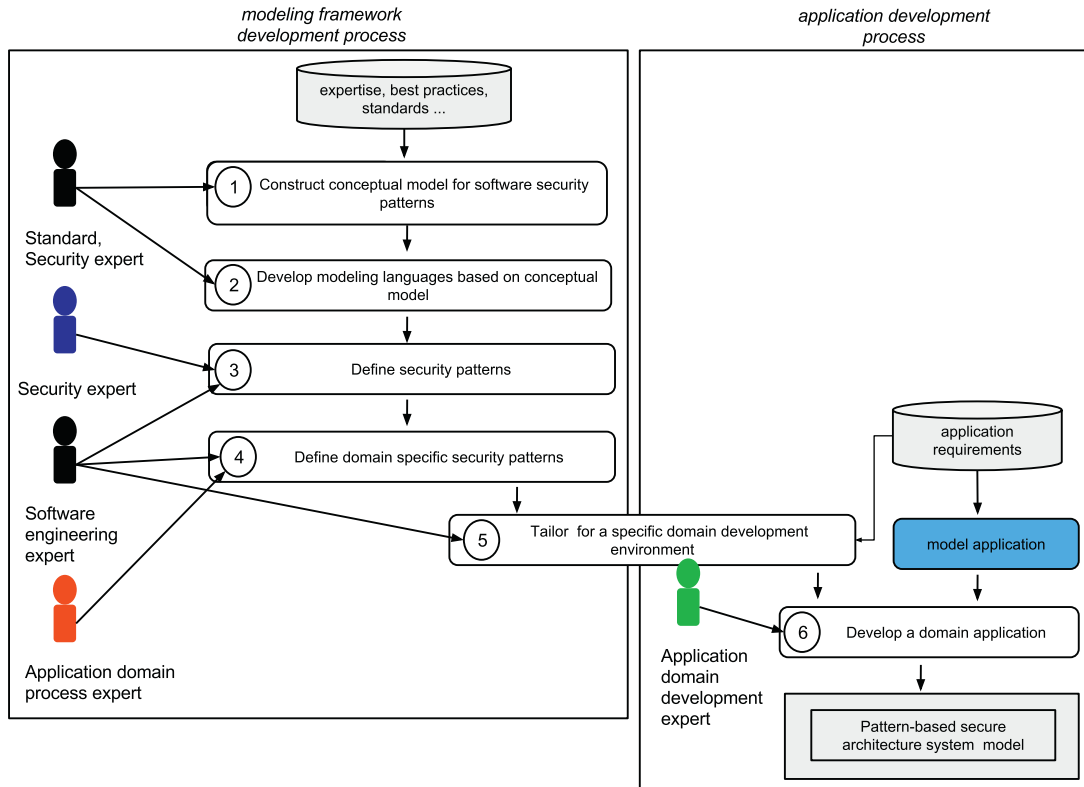 modeling framework
development process
application development
process
expertise, best practices,
standards ...
1
Construct conceptual model for software security
patterns
Standard,
Security expert
2
Develop modeling languages based on conceptual
model
3
Define security patterns
Security expert
4
Define domain specific security patterns
application
requirements
Software
engineering
expert
5
Tailor for a specific domain development
environment
model application
6
Develop a domain application
Application domain
process expert
Application
domain
development
expert
Pattern-based secure
architecture system model